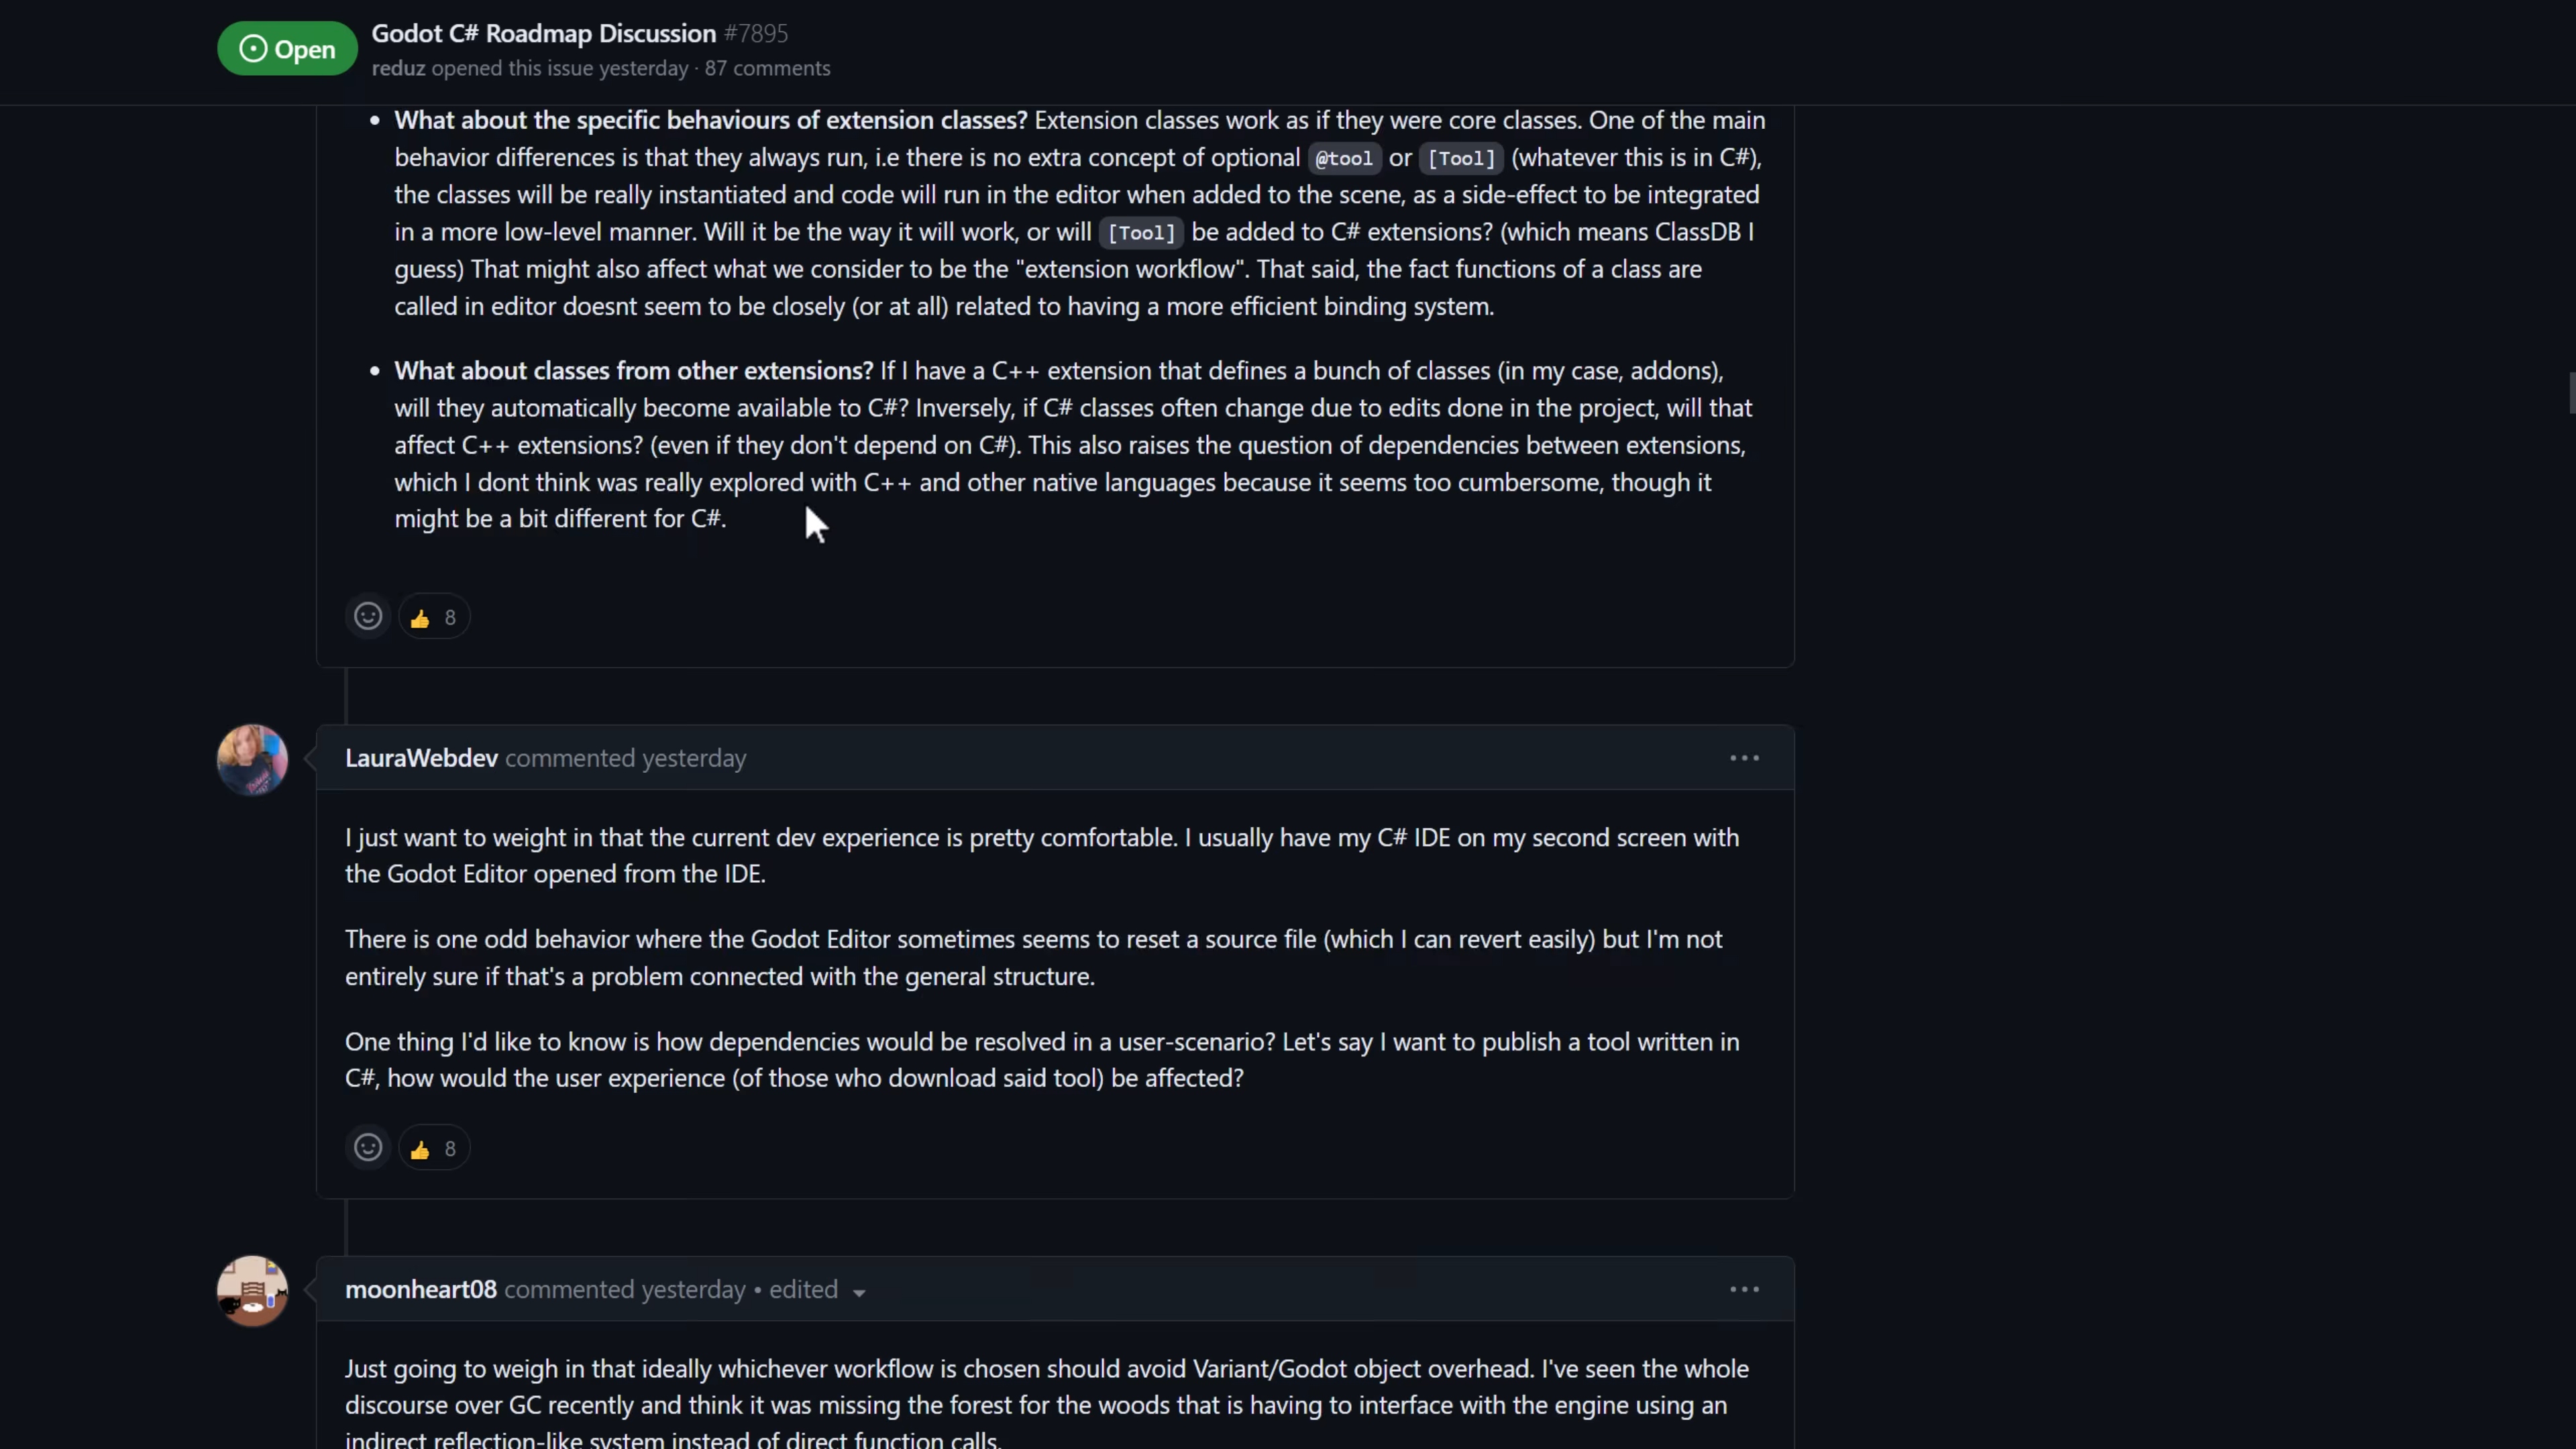 Open
Godot C# Roadmap Discussion #7895
reduz opened this issue yesterday · 87 comments
• What about the specific behaviours of extension classes? Extension classes work as if they were core classes. One of the main
behavior differences is that they always run, i.e there is no extra concept of optional @tool or [Tool] (whatever this is in C#),
the classes will be really instantiated and code will run in the editor when added to the scene, as a side-effect to be integrated
in a more low-level manner. Will it be the way it will work, or will [Tool] be added to C# extensions? (which means ClassDB I
guess) That might also affect what we consider to be the "extension workflow". That said, the fact functions of a class are
called in editor doesnt seem to be closely (or at all) related to having a more efficient binding system.
• What about classes from other extensions? If I have a C++ extension that defines a bunch of classes (in my case, addons),
will they automatically become available to C#? Inversely, if C# classes often change due to edits done in the project, will that
affect C++ extensions? (even if they don't depend on C#). This also raises the question of dependencies between extensions,
which I dont think was really explored with C++ and other native languages because it seems too cumbersome, though it
might be a bit different for C#.
8
LauraWebdev commented yesterday
I just want to weight in that the current dev experience is pretty comfortable. I usually have my C# IDE on my second screen with
the Godot Editor opened from the IDE.
There is one odd behavior where the Godot Editor sometimes seems to reset a source file (which I can revert easily) but I'm not
entirely sure if that's a problem connected with the general structure.
One thing I'd like to know is how dependencies would be resolved in a user-scenario? Let's say I want to publish a tool written in
C#, how would the user experience (of those who download said tool) be affected?
8
moonheart08 commented yesterday • edited
Just going to weigh in that ideally whichever workflow is chosen should avoid Variant/Godot object overhead. I've seen the whole
discourse over GC recently and think it was missing the forest for the woods that is having to interface with the engine using an
indirect reflection-like system instead of direct function calls.